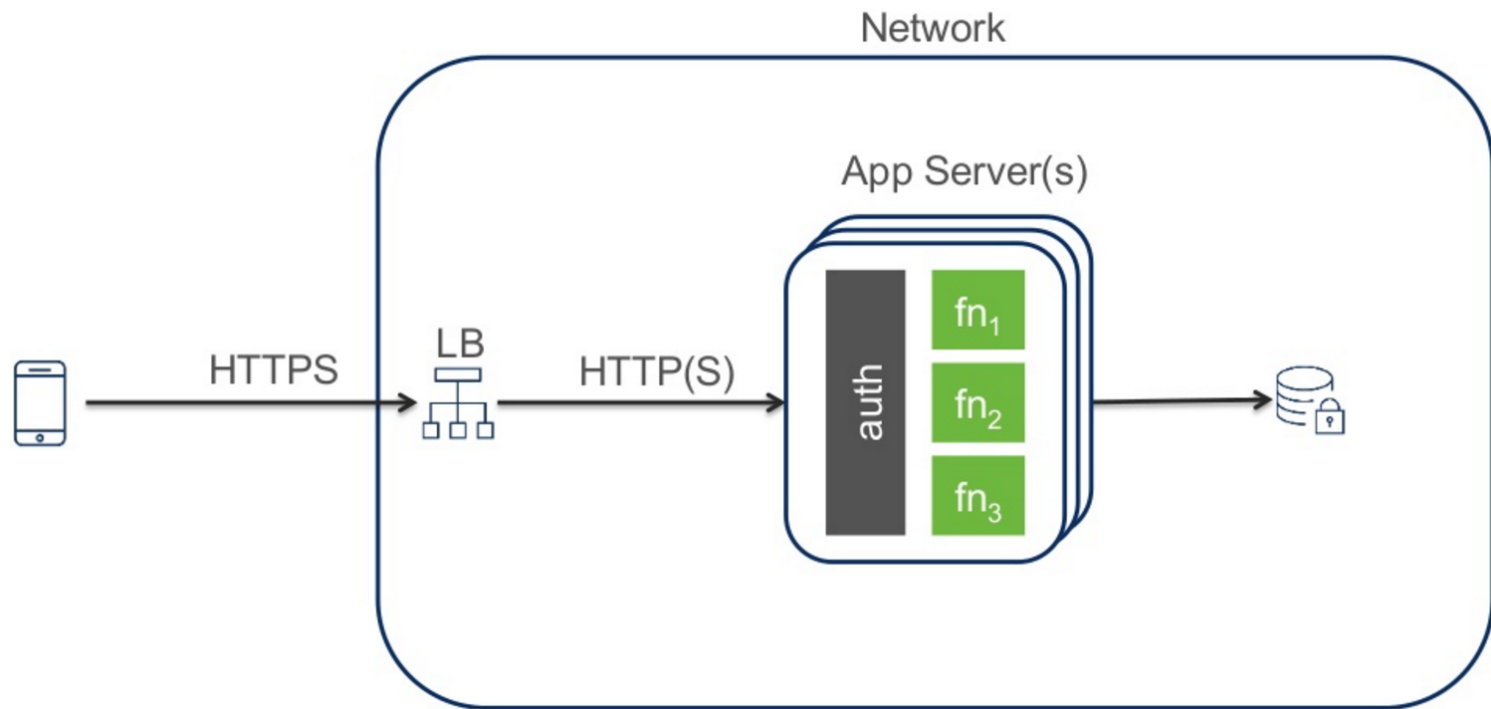 Network
App Server(s)
HTTPS
LB
HTTP(S)
auth
fn₁
fn₂
fn₃